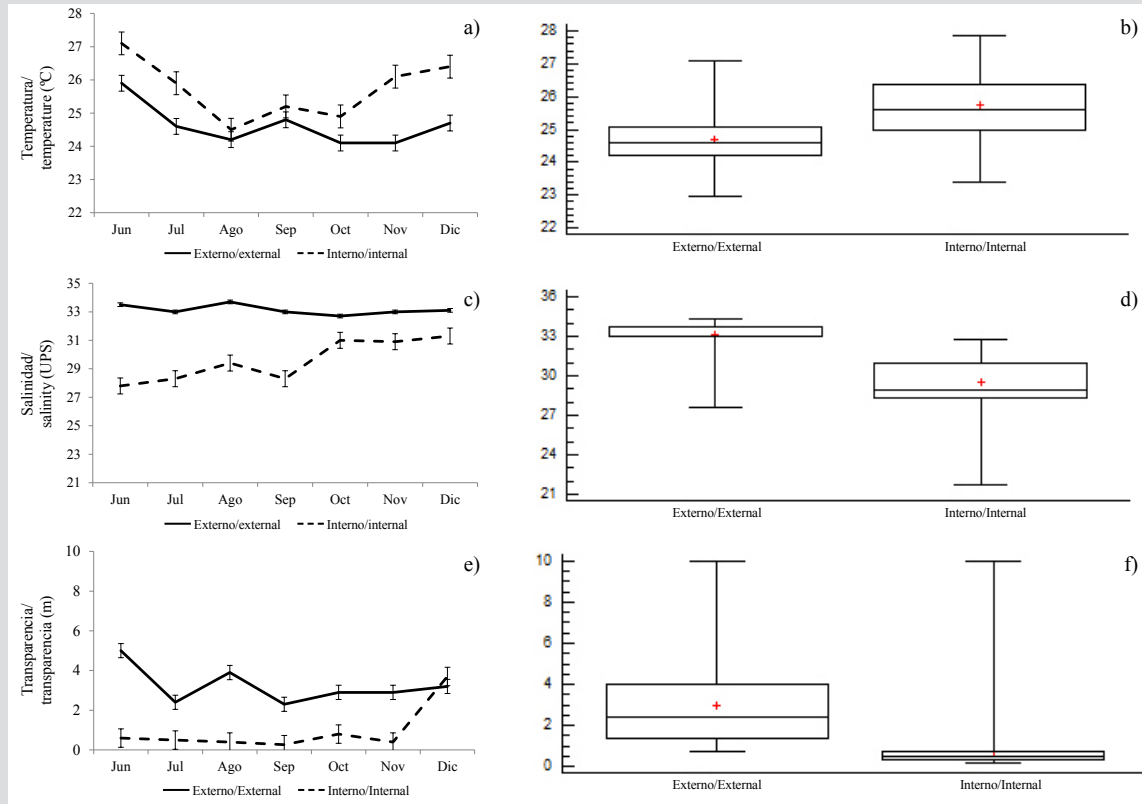 a)
Temperatura/
temperature (ºC)
28
27
26
25
24
23
22
Jun Jul Ago Sep Oct Nov Dic
Externo/external Interno/internal
b)
28
26
24
22
Externo/External Interno/Internal
c)
Salinidad/
salinity (UPS)
35
33
31
29
27
25
23
21
Jun Jul Ago Sep Oct Nov Dic
Externo/external Interno/internal
d)
36
33
30
27
24
21
Externo/External Interno/Internal
e)
Transparencia/
transparencia (m)
10
8
6
4
2
0
Jun Jul Ago Sep Oct Nov Dic
Externo/External Interno/Internal
f)
10
8
6
4
2
0
Externo/External Interno/Internal